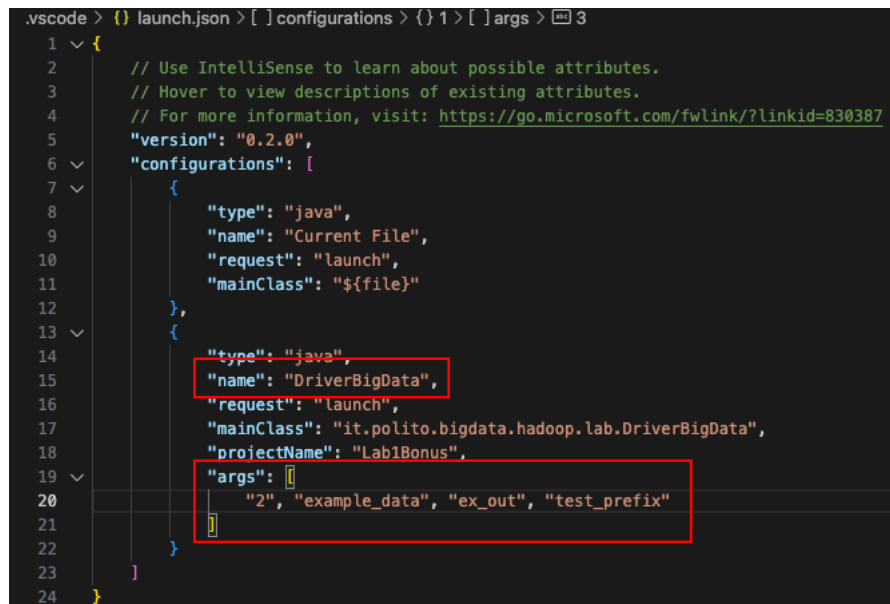 .vscode > {} launch.json > [ ] configurations > {} 1 > [ ] args > abc 3
1 {
2 // Use IntelliSense to learn about possible attributes.
3 // Hover to view descriptions of existing attributes.
4 // For more information, visit: https://go.microsoft.com/fwlink/?linkid=830387
5 "version": "0.2.0",
6 "configurations": [
7 {
8 "type": "java",
9 "name": "Current File",
10 "request": "launch",
11 "mainClass": "${file}"
12 },
13 {
14 "type": "java",
15 "name": "DriverBigData",
16 "request": "launch",
17 "mainClass": "it.polito.bigdata.hadoop.lab.DriverBigData",
18 "projectName": "Lab1Bonus",
19 "args": [
20 "2", "example_data", "ex_out", "test_prefix"
21 ]
22 }
23 ]
24 }